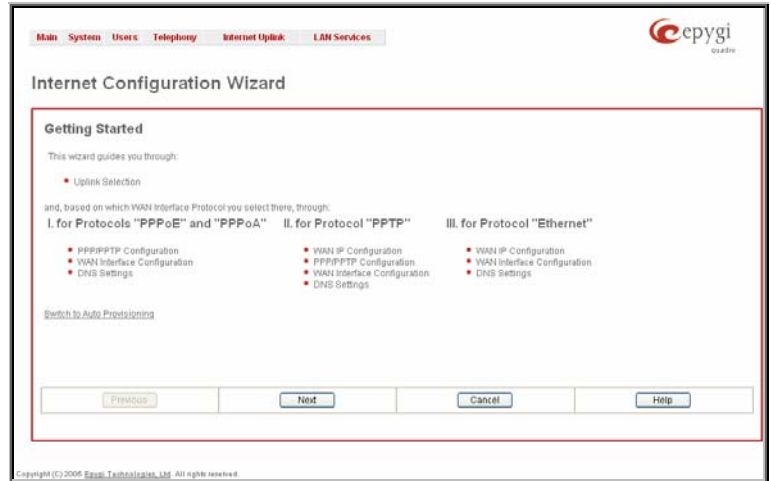 Main System Users Telephony Internet Uplink LAN Services
epygi
quadro
Internet Configuration Wizard
Getting Started
This wizard guides you through:
Uplink Selection
and, based on which WAN Interface Protocol you select there, through:
I. for Protocols "PPPoE" and "PPPoA"
PPP/PPTP Configuration
WAN Interface Configuration
DNS Settings
II. for Protocol "PPTP"
WAN IP Configuration
PPP/PPTP Configuration
WAN Interface Configuration
DNS Settings
III. for Protocol "Ethernet"
WAN IP Configuration
WAN Interface Configuration
DNS Settings
Switch to Auto Provisioning
Previous Next Cancel Help
Copyright (C) 2006 Epygi Technologies, Ltd. All rights reserved.